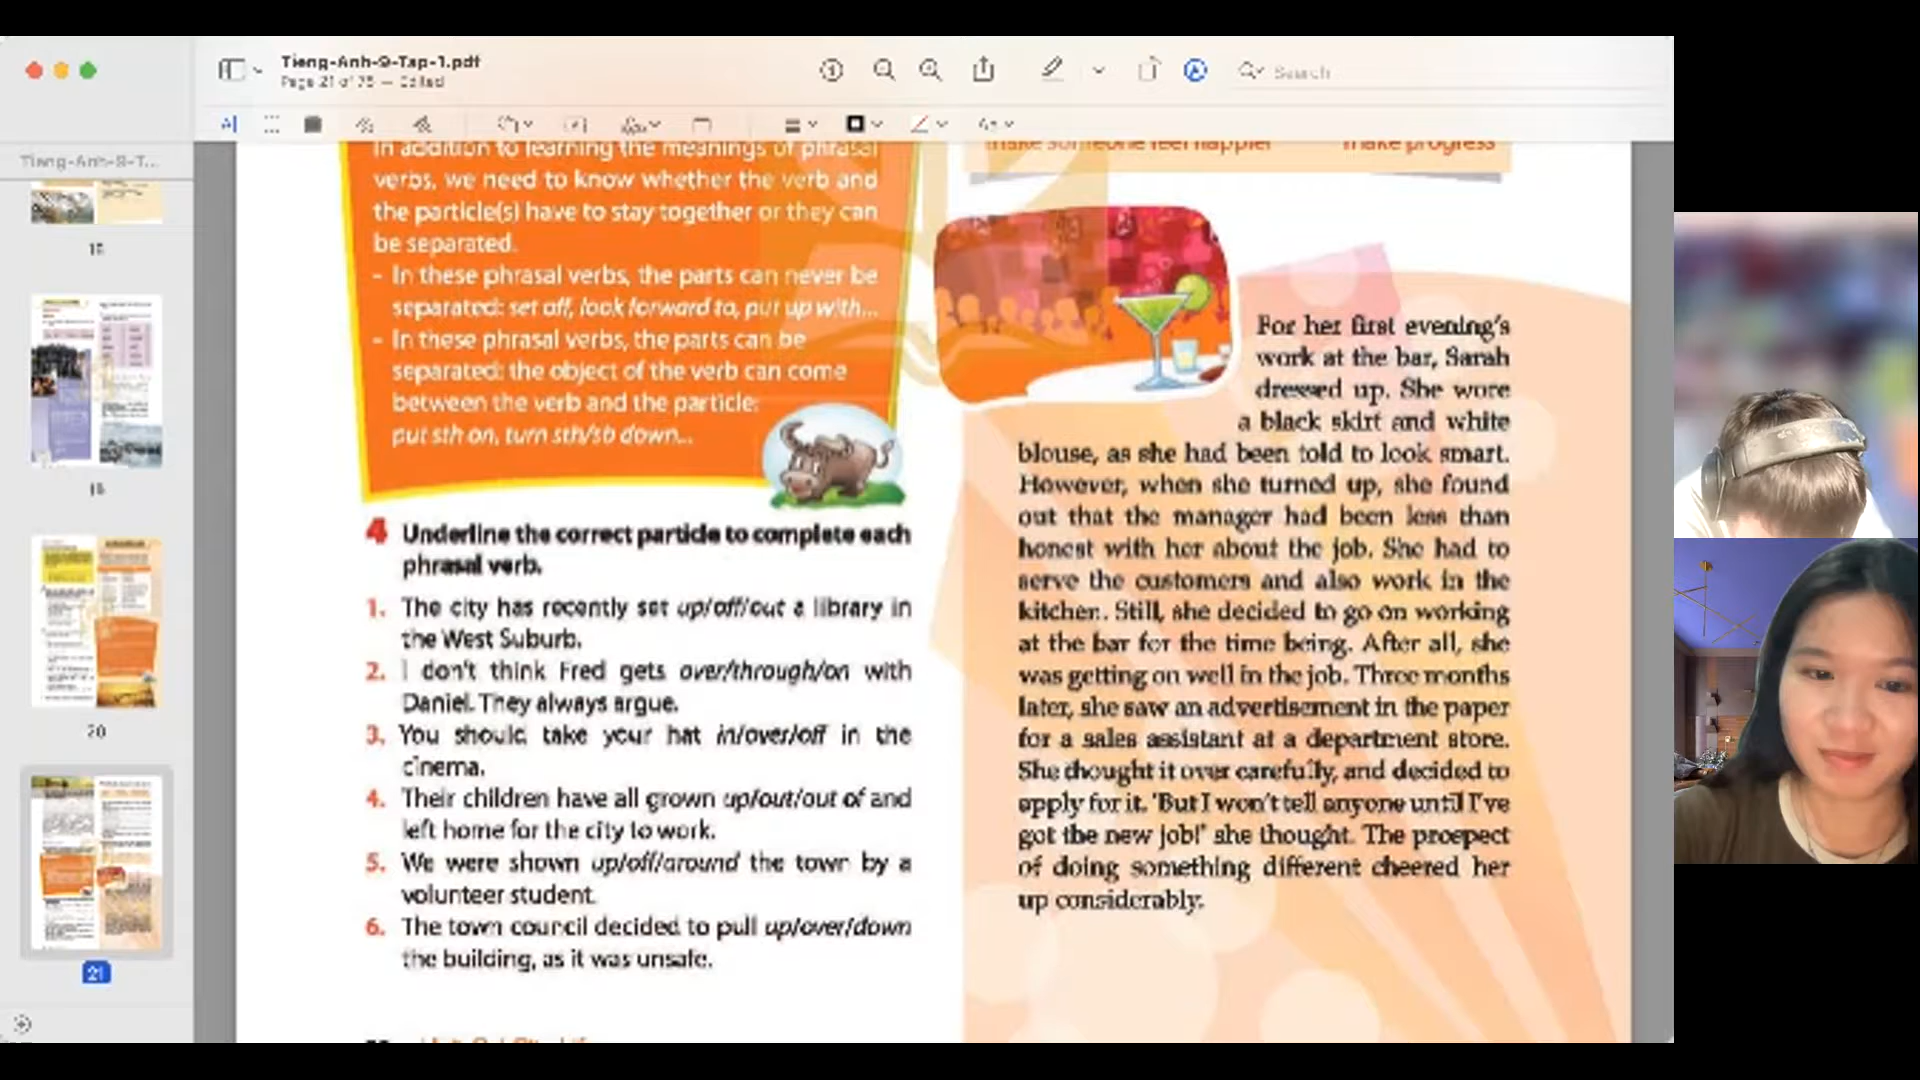 Tieng-Anh-9-Tap-1.pdf
Page 21 of 75 — Edited
Search
Tieng-Anh-9-T...
19
20
21
In addition to learning the meanings of phrasal
verbs, we need to know whether the verb and
the particle(s) have to stay together or they can
be separated.
- In these phrasal verbs, the parts can never be
separated: set off, look forward to, put up with...
- In these phrasal verbs, the parts can be
separated: the object of the verb can come
between the verb and the particle:
put sth on, turn sth/sb down...
4 Underline the correct particle to complete each
phrasal verb.
1. The city has recently set up/off/out a library in
the West Suburb.
2. I don't think Fred gets over/through/on with
Daniel. They always argue.
3. You should take your hat in/over/off in the
cinema.
4. Their children have all grown up/out/out of and
left home for the city to work.
5. We were shown up/off/around the town by a
volunteer student.
6. The town council decided to pull up/over/down
the building, as it was unsafe.
make someone feel happier make progress
For her first evening's
work at the bar, Sarah
dressed up. She wore
a black skirt and white
blouse, as she had been told to look smart.
However, when she turned up, she found
out that the manager had been less than
honest with her about the job. She had to
serve the customers and also work in the
kitchen. Still, she decided to go on working
at the bar for the time being. After all, she
was getting on well in the job. Three months
later, she saw an advertisement in the paper
for a sales assistant at a department store.
She thought it over carefully, and decided to
apply for it. 'But I won't tell anyone until I've
got the new job!' she thought. The prospect
of doing something different cheered her
up considerably.